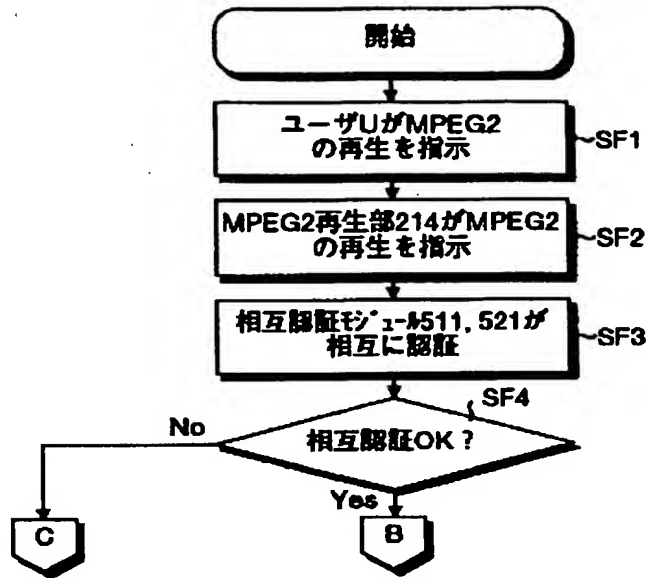 開始
ユーザUがMPEG2
の再生を指示
SF1
MPEG2再生部214がMPEG2
の再生を指示
SF2
相互認証ﾓｼﾞｭｰﾙ511, 521が
相互に認証
SF3
SF4
相互認証OK？
No
Yes
C
B